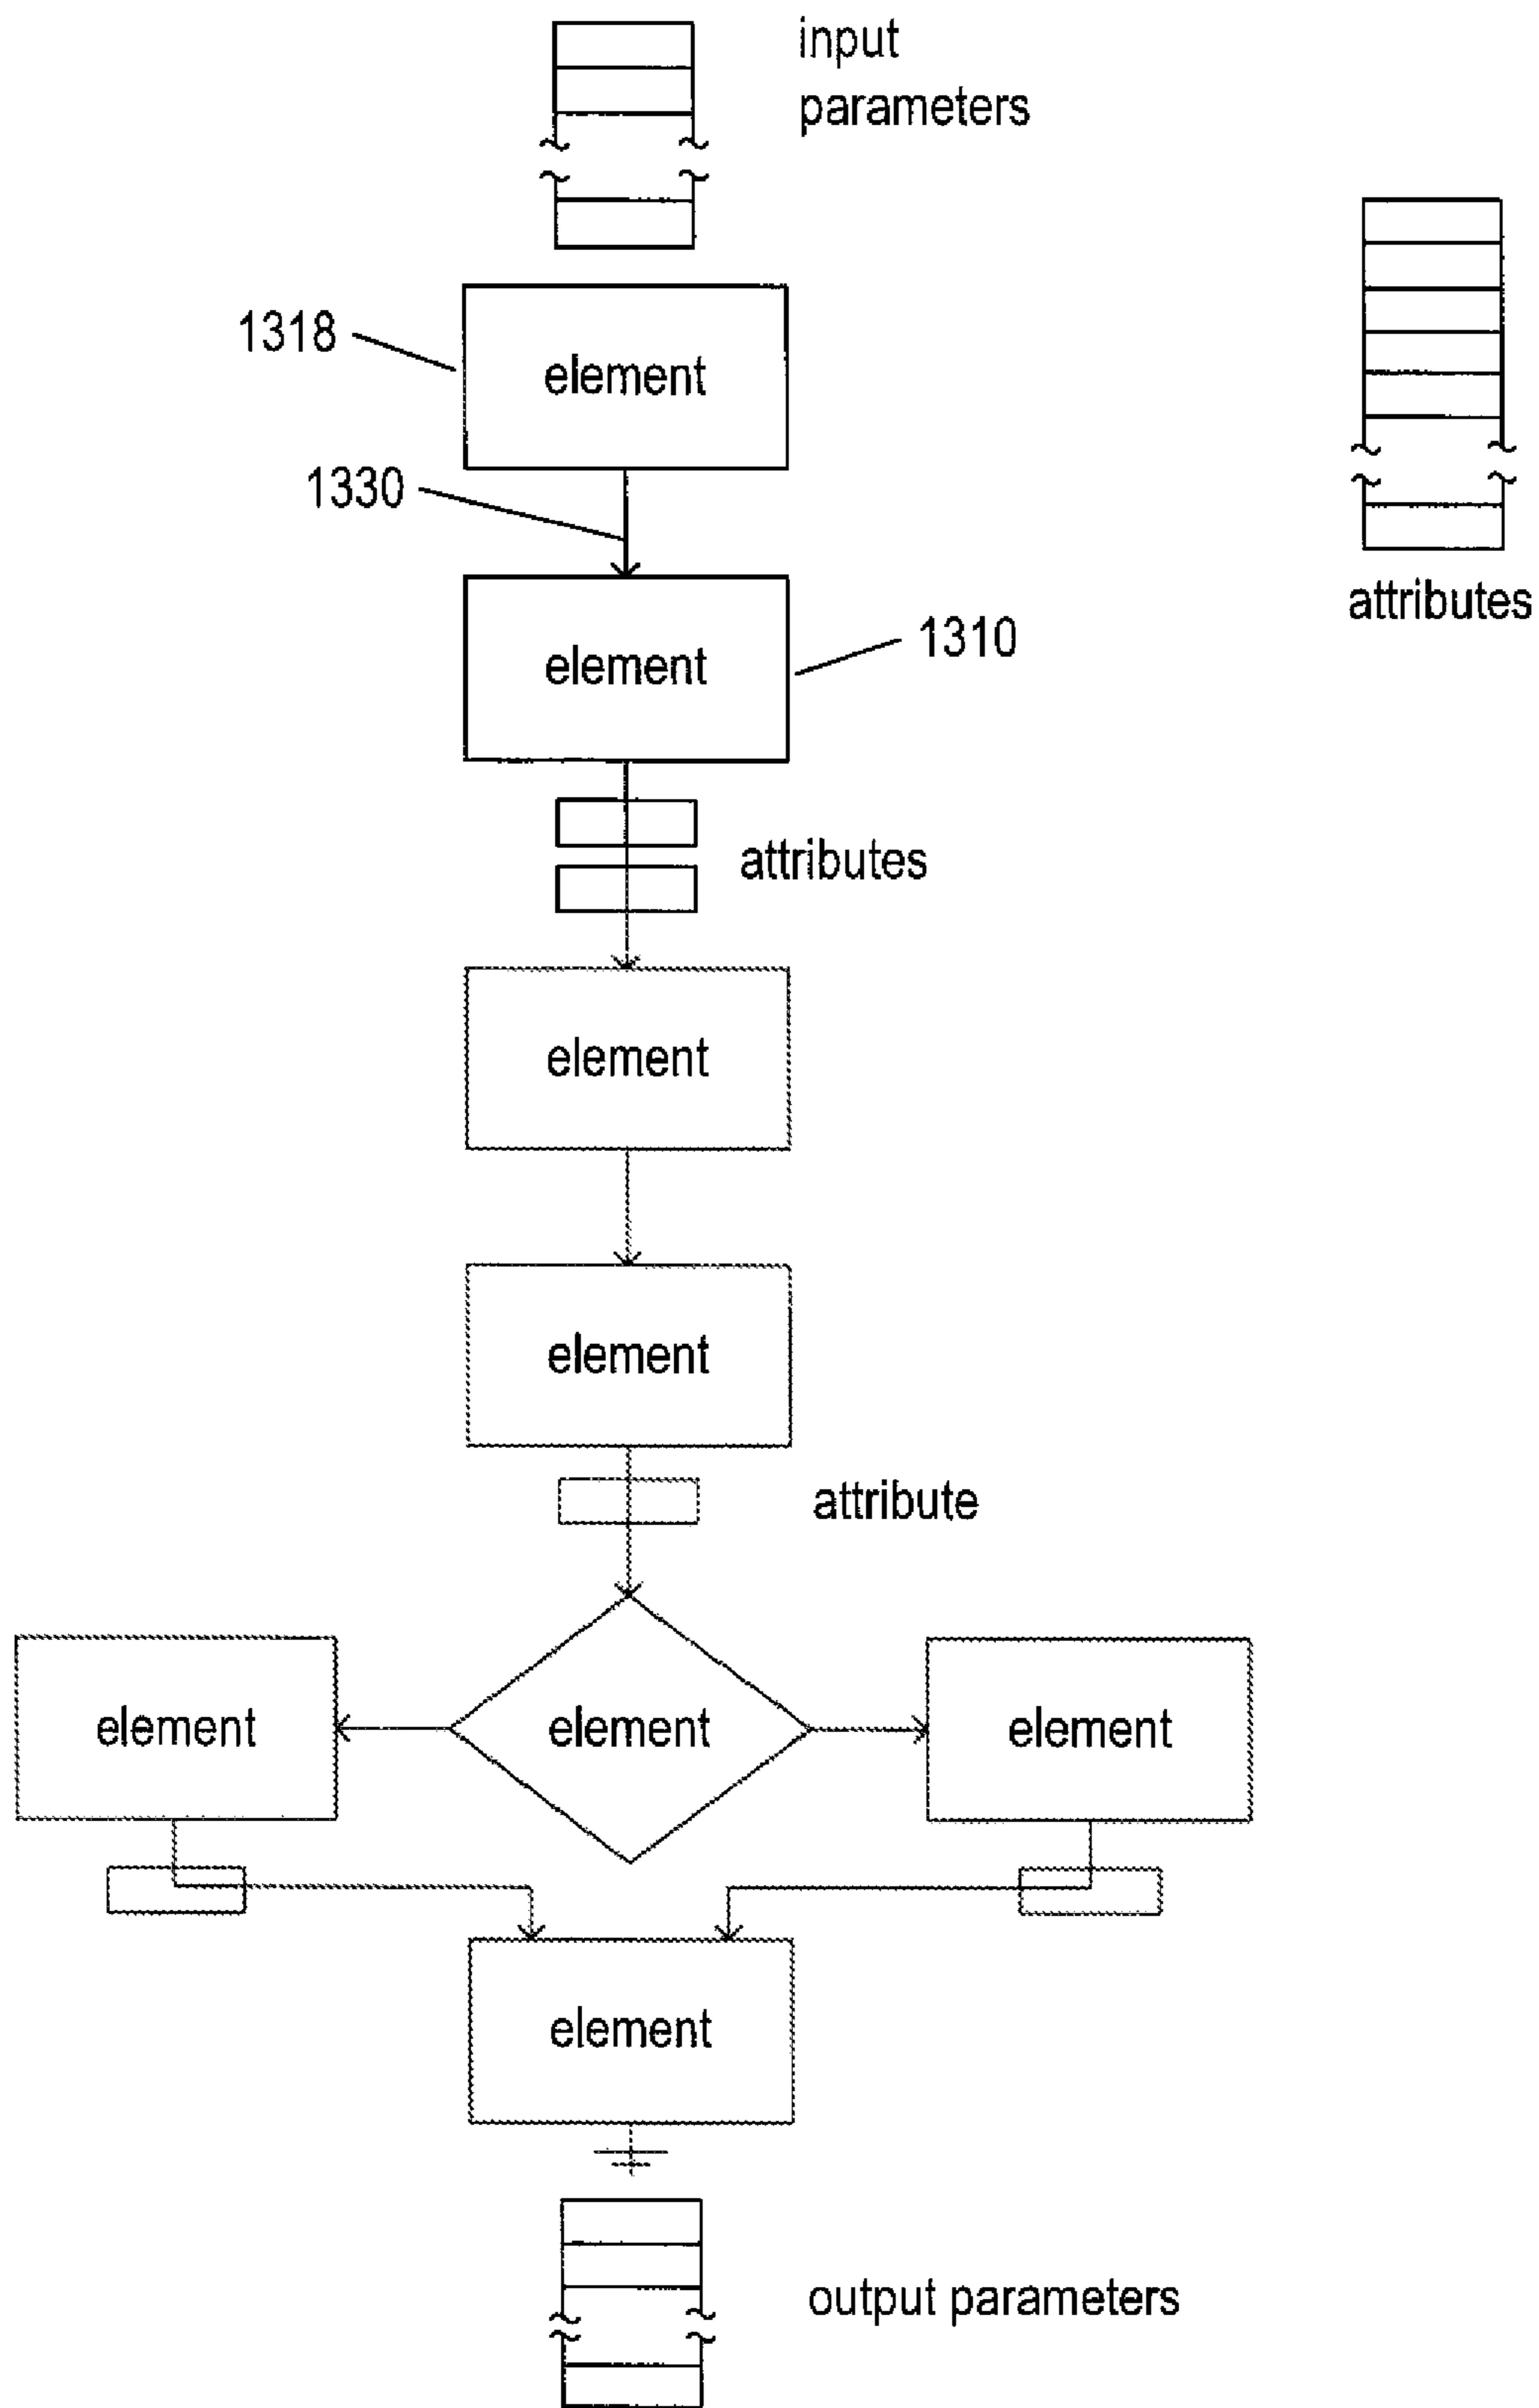 input
parameters
1318
element
1330
attributes
element
1310
attributes
element
element
attribute
element
element
element
element
output parameters